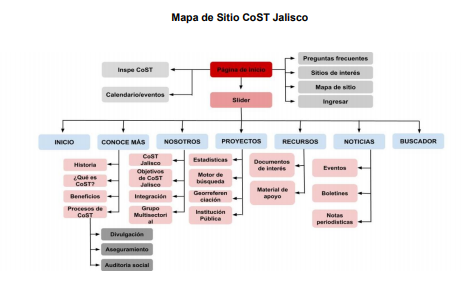 Mapa de Sitio CoST Jalisco
Preguntas frecuentes
Inspe CoST
Página de inicio
Sitios de interés
Mapa de sitio
Calendario/eventos
Slider
Ingresar
INICIO
CONOCE MÁS
NOSOTROS
PROYECTOS
RECURSOS
NOTICIAS
BUSCADOR
Historia
¿Qué es
CoST?
Beneficios
Procesos de
CoST
Divulgación
Aseguramiento
Auditoria social
CoST
Jalisco
Objetivos
de CoST
Jalisco
Integración
Grupo
Multisectori
al
Estadísticas
Motor de
búsqueda
Georreferen
ciación
Institución
Pública
Documentos
de interés
Material de
apoyo
Eventos
Boletines
Notas
periodísticas